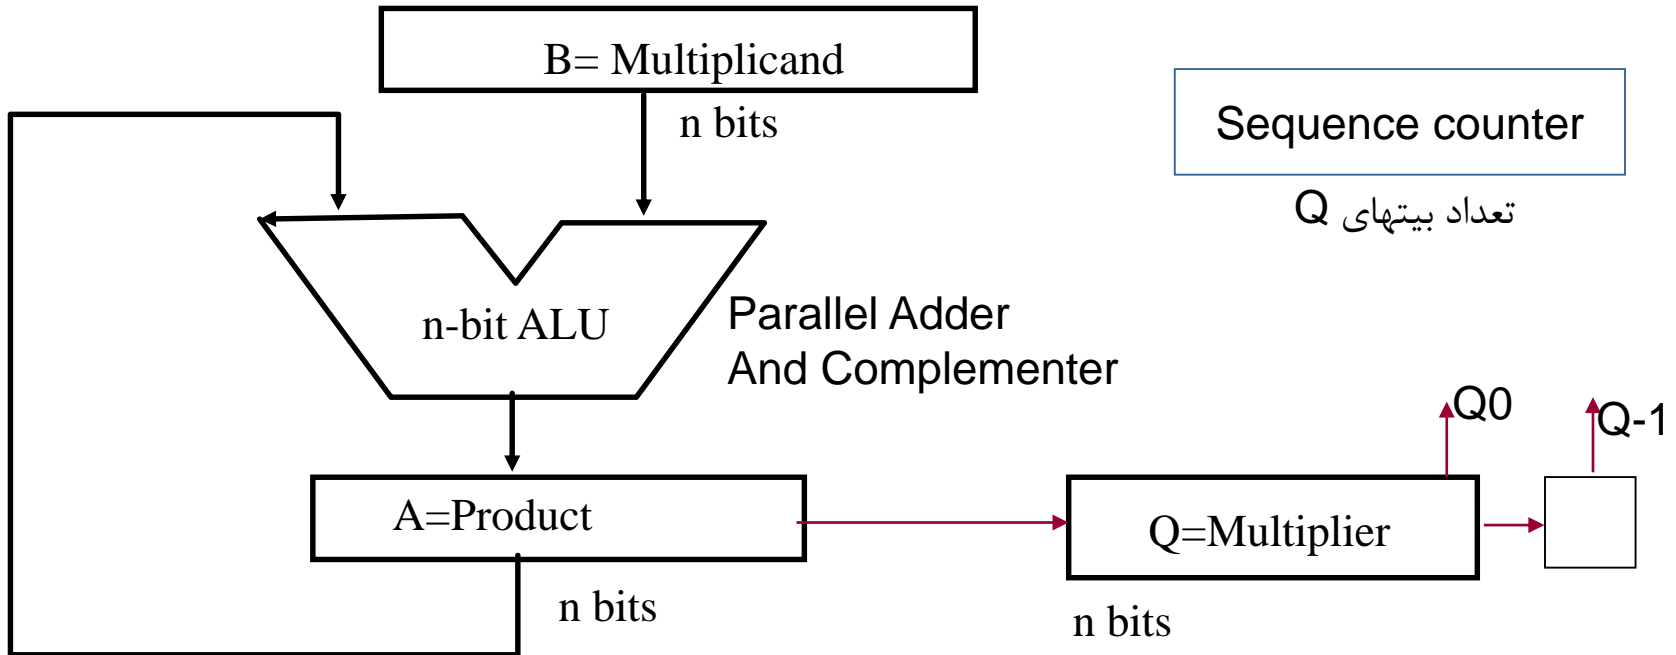 B= Multiplicand
n bits
Sequence counter
تعداد بیتهای Q
n-bit ALU
Parallel Adder
And Complementer
Q0
Q-1
A=Product
Q=Multiplier
n bits
n bits